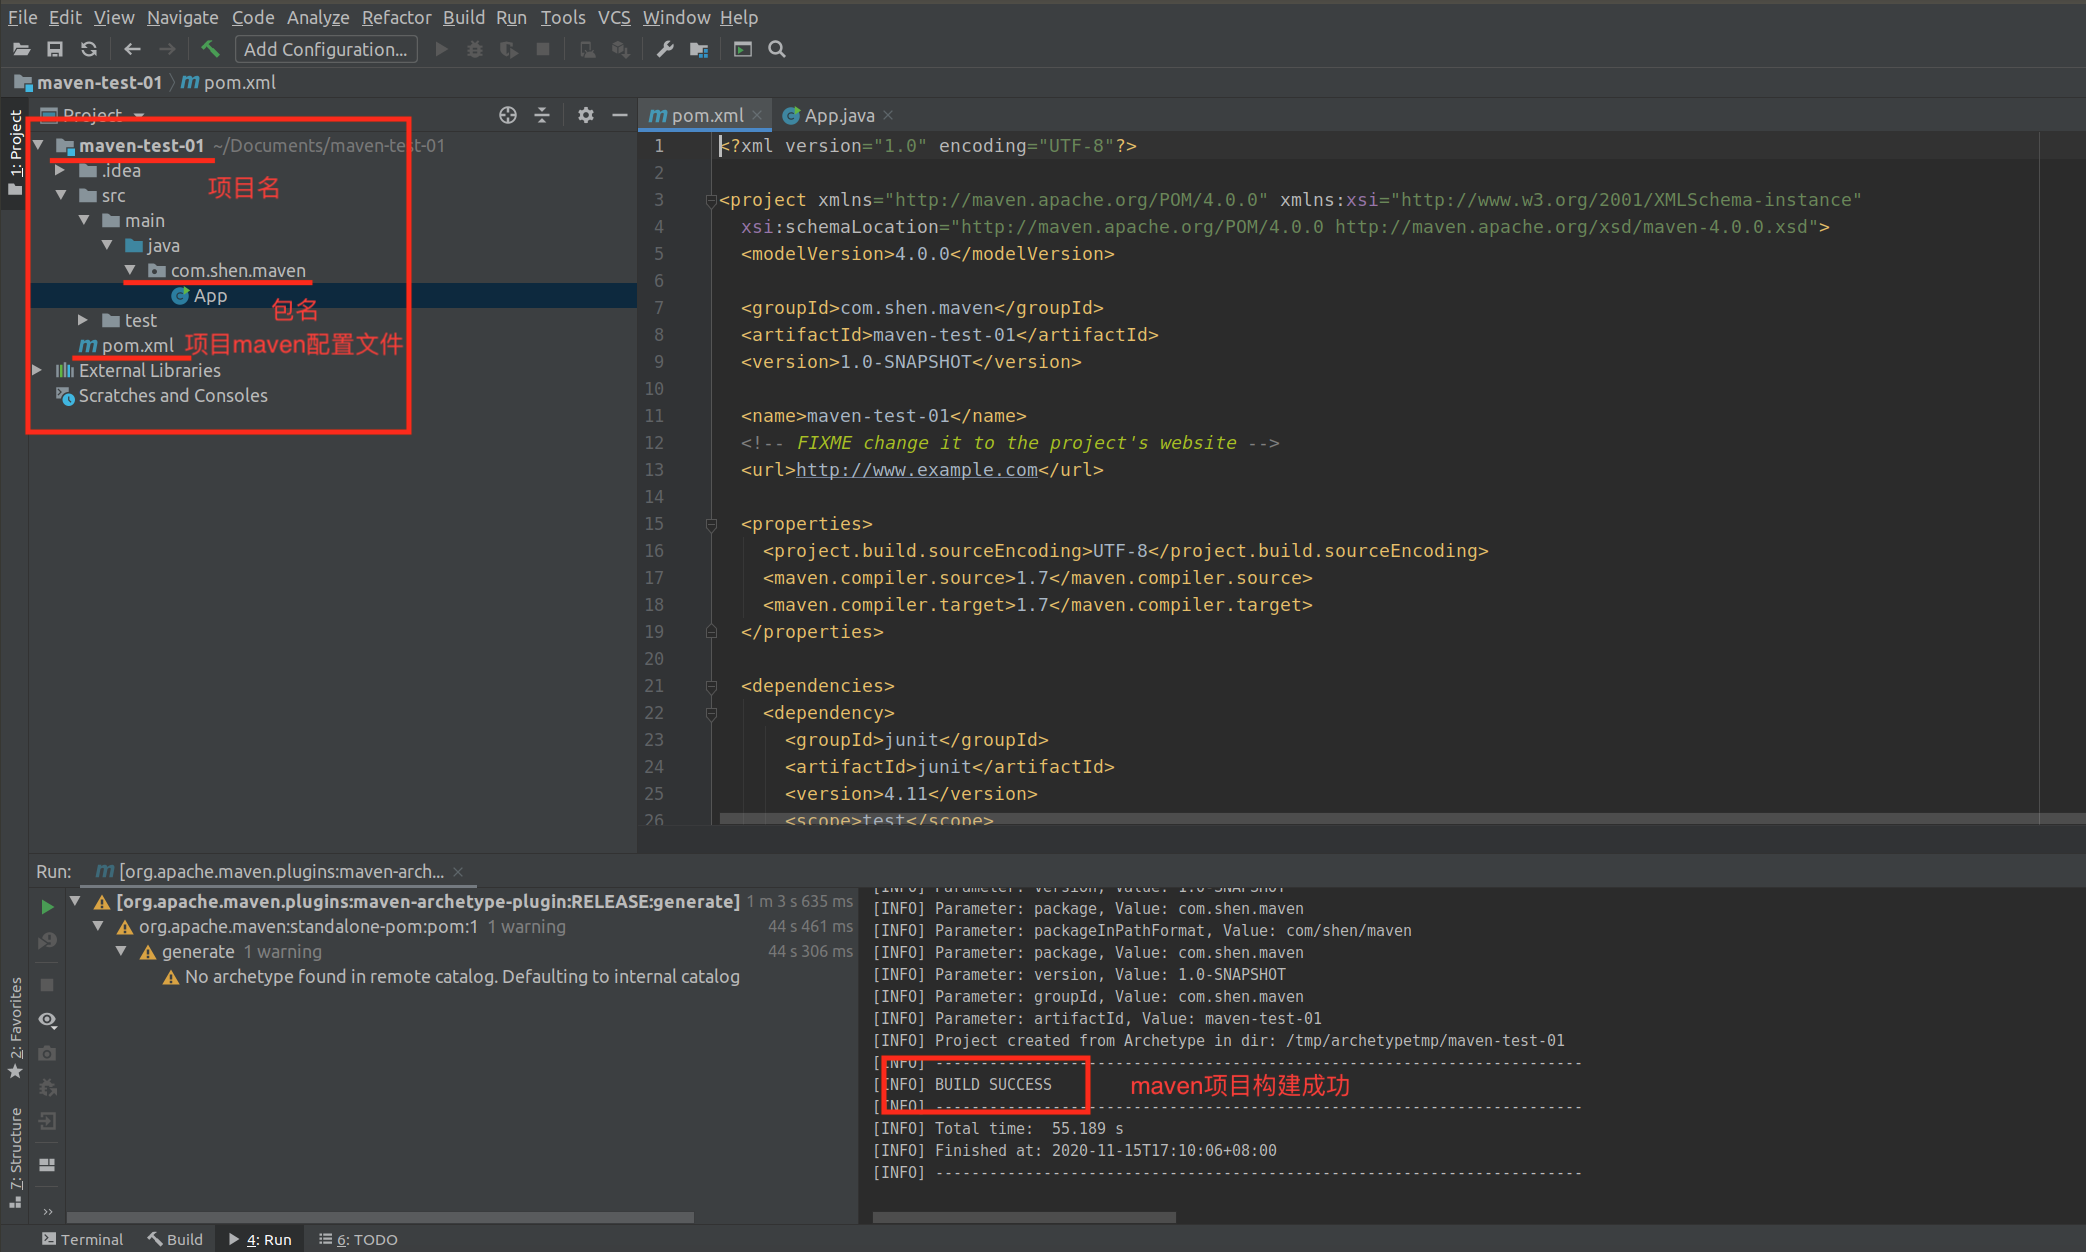 File Edit View Navigate Code Analyze Refactor Build Run Tools VCS Window Help
Add Configuration...
maven-test-01 pom.xml
Project
pom.xml
App.java
1: Project
maven-test-01 ~/Documents/maven-test-01
.idea
项目名
src
main
java
com.shen.maven
App
包名
test
pom.xml 项目maven配置文件
External Libraries
Scratches and Consoles
1 <?xml version="1.0" encoding="UTF-8"?>
2
3 <project xmlns="http://maven.apache.org/POM/4.0.0" xmlns:xsi="http://www.w3.org/2001/XMLSchema-instance"
4 xsi:schemaLocation="http://maven.apache.org/POM/4.0.0 http://maven.apache.org/xsd/maven-4.0.0.xsd">
5 <modelVersion>4.0.0</modelVersion>
6
7 <groupId>com.shen.maven</groupId>
8 <artifactId>maven-test-01</artifactId>
9 <version>1.0-SNAPSHOT</version>
10
11 <name>maven-test-01</name>
12 <!-- FIXME change it to the project's website -->
13 <url>http://www.example.com</url>
14
15 <properties>
16 <project.build.sourceEncoding>UTF-8</project.build.sourceEncoding>
17 <maven.compiler.source>1.7</maven.compiler.source>
18 <maven.compiler.target>1.7</maven.compiler.target>
19 </properties>
20
21 <dependencies>
22 <dependency>
23 <groupId>junit</groupId>
24 <artifactId>junit</artifactId>
25 <version>4.11</version>
26 <scope>test</scope>
Run: [org.apache.maven.plugins:maven-arch...
[org.apache.maven.plugins:maven-archetype-plugin:RELEASE:generate] 1 m 3 s 635 ms
org.apache.maven:standalone-pom:pom:1 1 warning 44 s 461 ms
generate 1 warning 44 s 306 ms
No archetype found in remote catalog. Defaulting to internal catalog
[INFO] Parameter: version, Value: 1.0-SNAPSHOT
[INFO] Parameter: package, Value: com.shen.maven
[INFO] Parameter: packageInPathFormat, Value: com/shen/maven
[INFO] Parameter: package, Value: com.shen.maven
[INFO] Parameter: version, Value: 1.0-SNAPSHOT
[INFO] Parameter: groupId, Value: com.shen.maven
[INFO] Parameter: artifactId, Value: maven-test-01
[INFO] Project created from Archetype in dir: /tmp/archetypetmp/maven-test-01
[INFO] ------------------------------------------------------------------------
[INFO] BUILD SUCCESS
maven项目构建成功
[INFO] ------------------------------------------------------------------------
[INFO] Total time:  55.189 s
[INFO] Finished at: 2020-11-15T17:10:06+08:00
[INFO] ------------------------------------------------------------------------
2: Favorites
7: Structure
Terminal
Build
4: Run
6: TODO